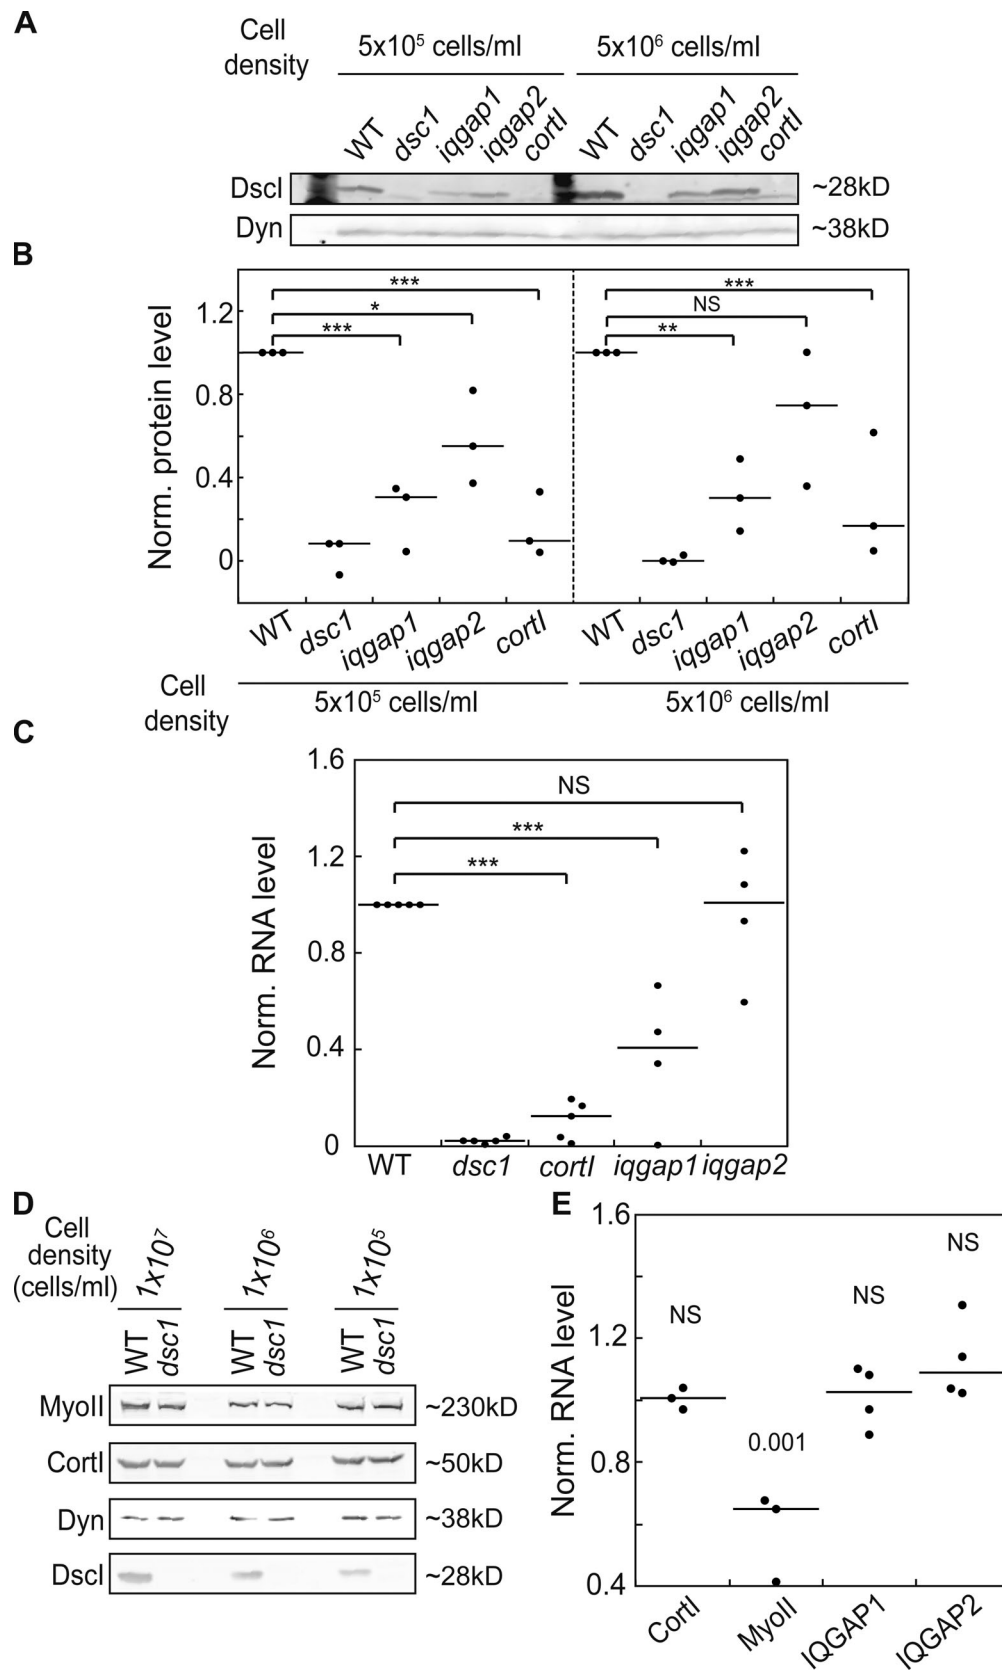 A
Cell density
5x10⁵ cells/ml
5x10⁶ cells/ml
WT dsc1 iqgap1 iqgap2 cortI WT dsc1 iqgap1 iqgap2 cortI
DscI ~28kD
Dyn ~38kD
B
Norm. protein level
*** ***
* NS
*** **
1.2
0.8
0.4
0
WT dsc1 iqgap1 iqgap2 cortI WT dsc1 iqgap1 iqgap2 cortI
Cell density
5x10⁵ cells/ml
5x10⁶ cells/ml
C
Norm. RNA level
1.6
NS
***
1.2
***
0.8
0.4
0
WT dsc1 cortI iqgap1 iqgap2
D
Cell
density
(cells/ml)
1x10⁷ 1x10⁶ 1x10⁵
WT dsc1 WT dsc1 WT dsc1
MyoII ~230kD
CortI ~50kD
Dyn ~38kD
DscI ~28kD
E
Norm. RNA level
1.6
NS
NS
NS
1.2
0.001
0.8
0.4
CortI MyoII IQGAP1 IQGAP2